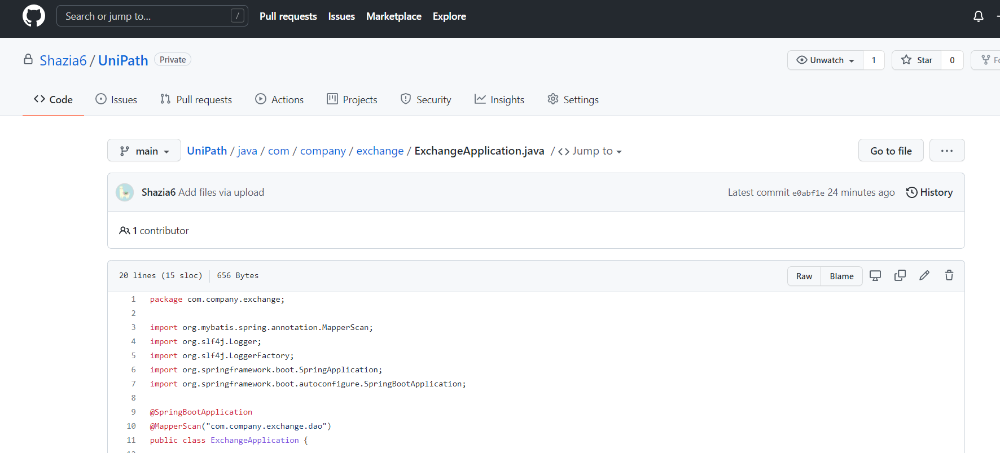 Search or jump to... /
Pull requests Issues Marketplace Explore
Shazia6 / UniPath Private
Unwatch 1 Star 0
Code Issues Pull requests Actions Projects Security Insights Settings
main UniPath / java / com / company / exchange / ExchangeApplication.java / <> Jump to Go to file ...
Shazia6 Add files via upload Latest commit e0abf1e 24 minutes ago History
1 contributor
20 lines (15 sloc) 656 Bytes Raw Blame
1 package com.company.exchange;
2
3 import org.mybatis.spring.annotation.MapperScan;
4 import org.slf4j.Logger;
5 import org.slf4j.LoggerFactory;
6 import org.springframework.boot.SpringApplication;
7 import org.springframework.boot.autoconfigure.SpringBootApplication;
8
9 @SpringBootApplication
10 @MapperScan("com.company.exchange.dao")
11 public class ExchangeApplication {